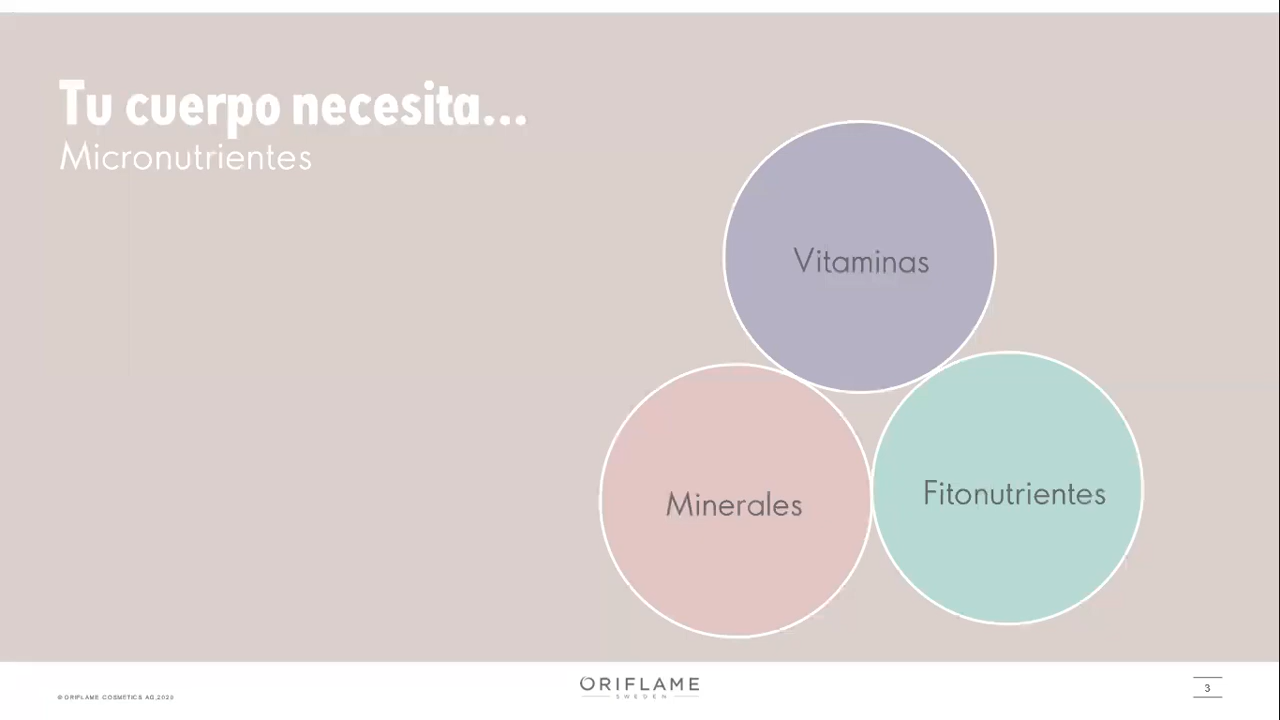 Tu cuerpo necesita...
Micronutrientes
Vitaminas
Minerales
Fitonutrientes
© ORIFLAME COSMETICS AG,2020
ORIFLAME
SWEDEN
3